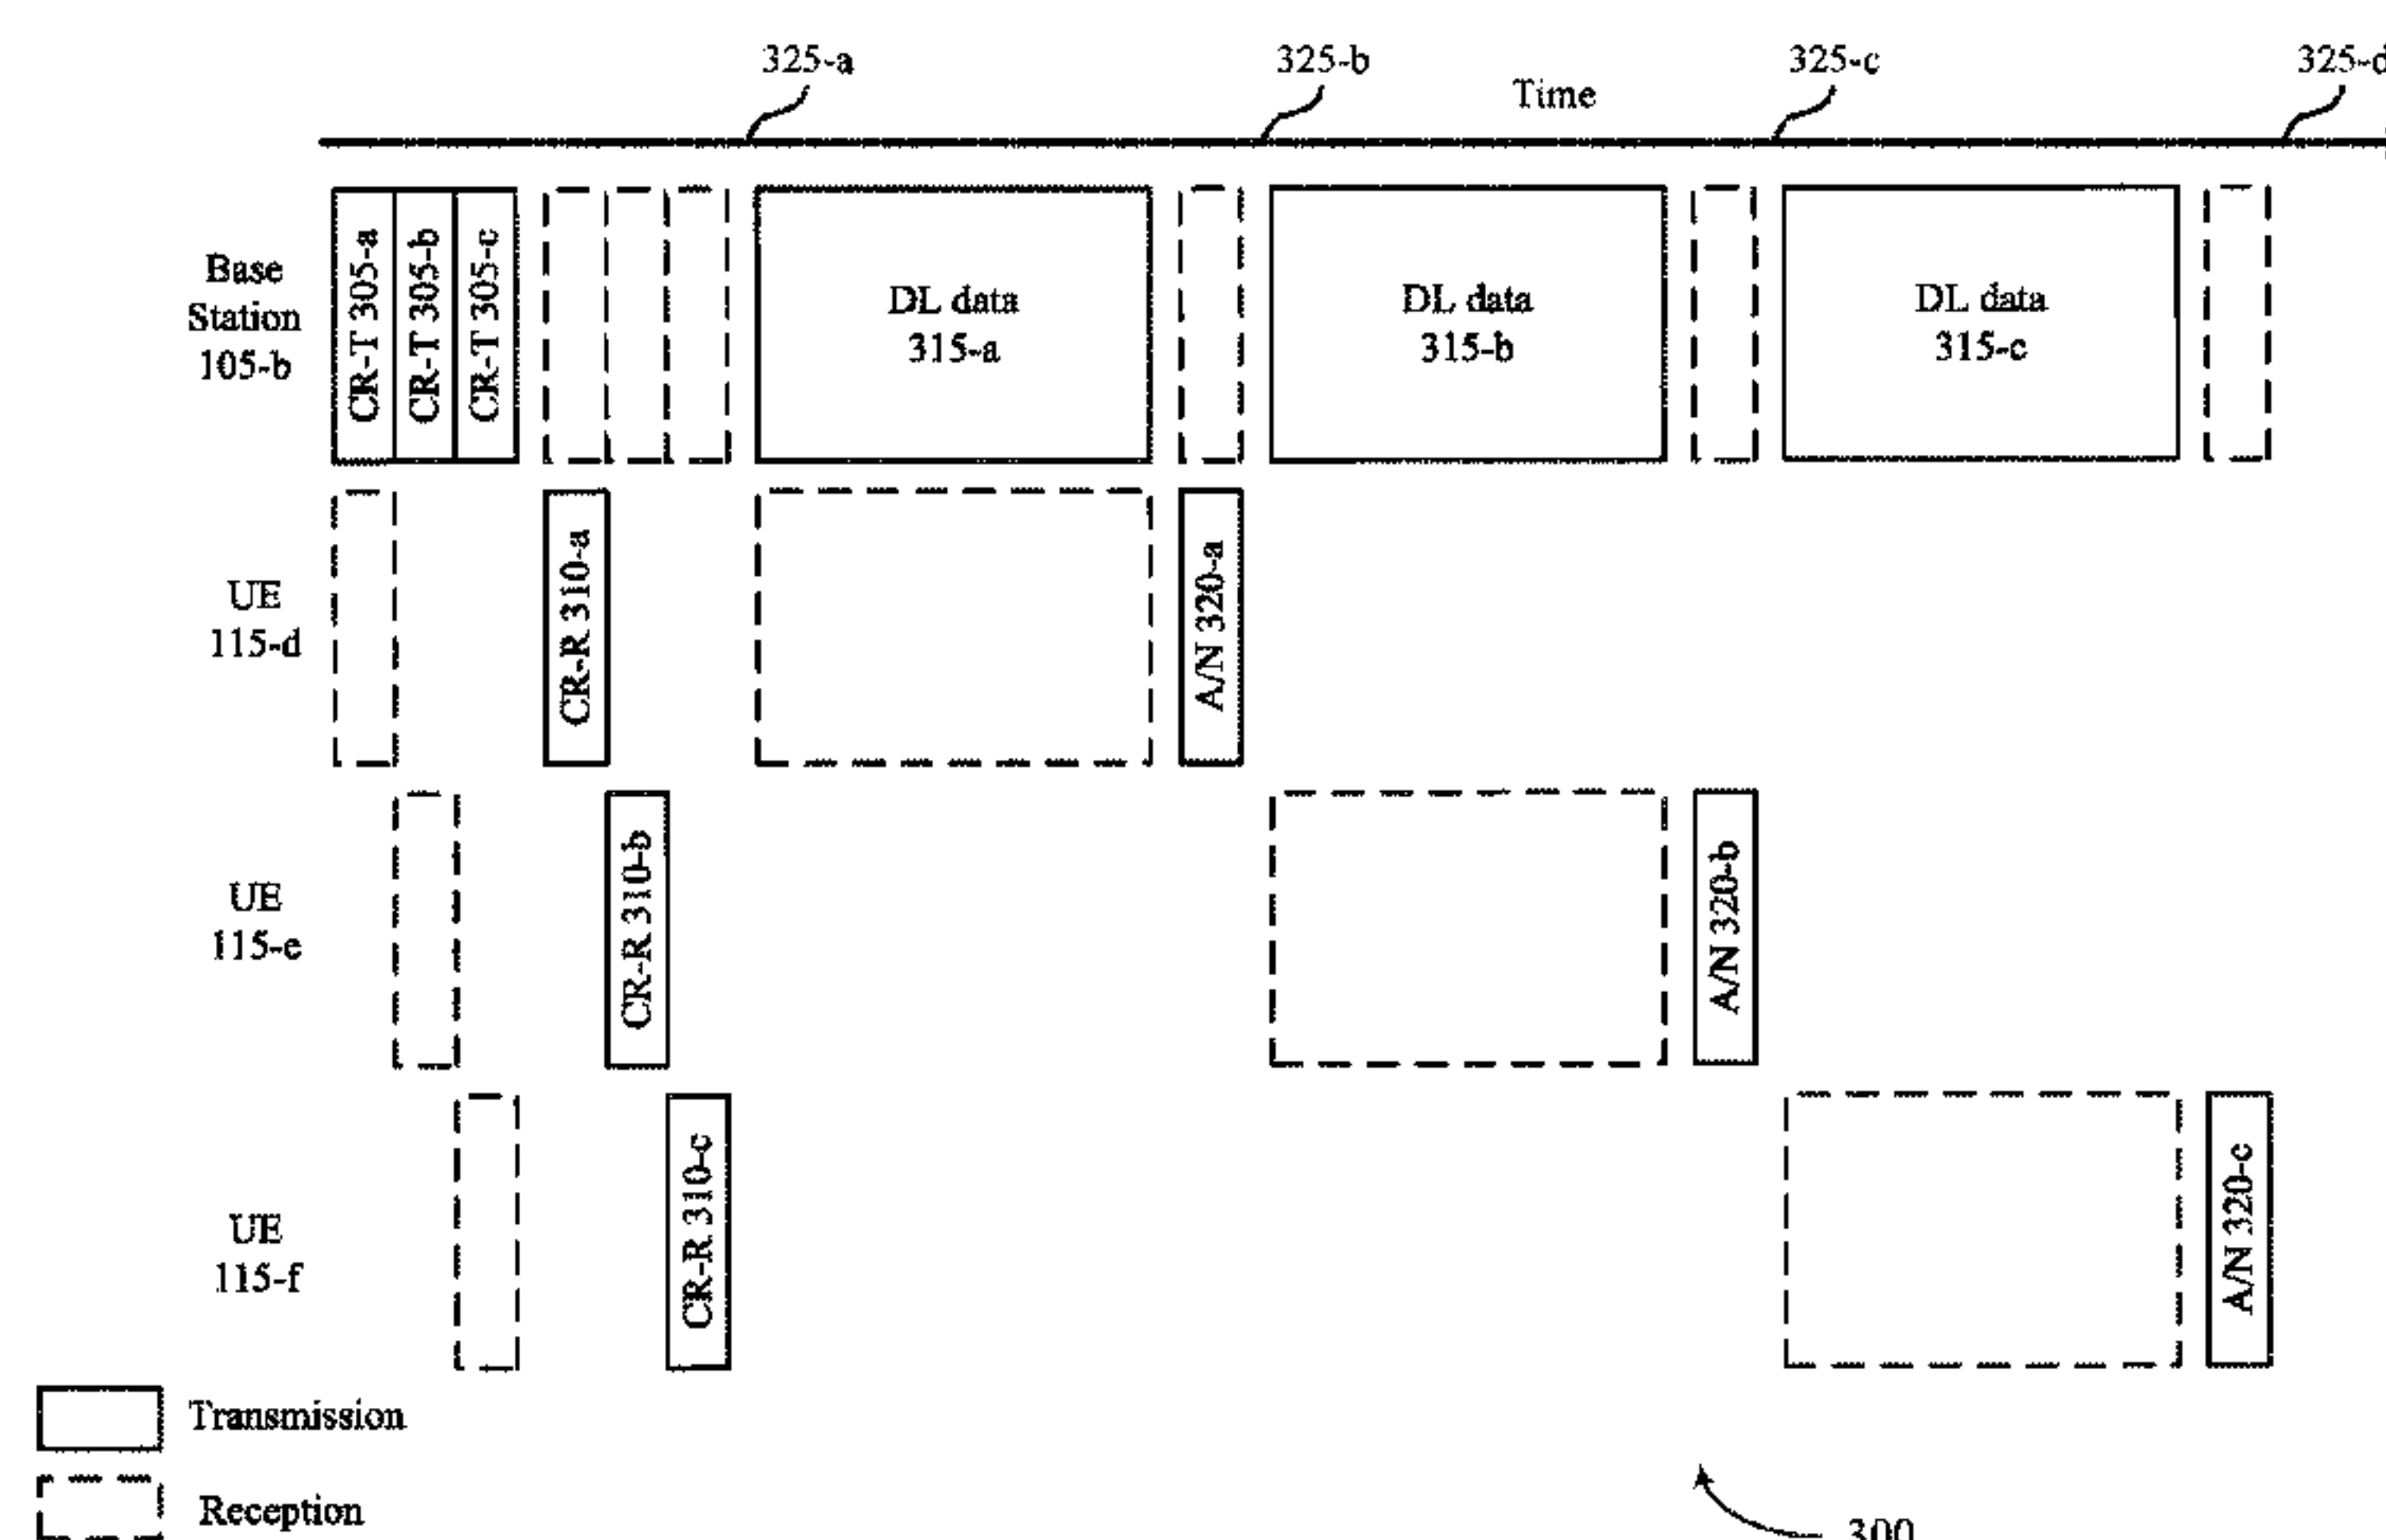 325-a
325-b
Time
325-c
325-d
Base
Station
105-b
CR-T 305-a
CR-T 305-b
CR-T 305-c
DL data
315-a
DL data
315-b
DL data
315-c
UE
115-d
CR-R 310-a
A/N 320-a
UE
115-e
CR-R 310-b
A/N 320-b
UE
115-f
CR-R 310-c
A/N 320-c
Transmission
Reception
300